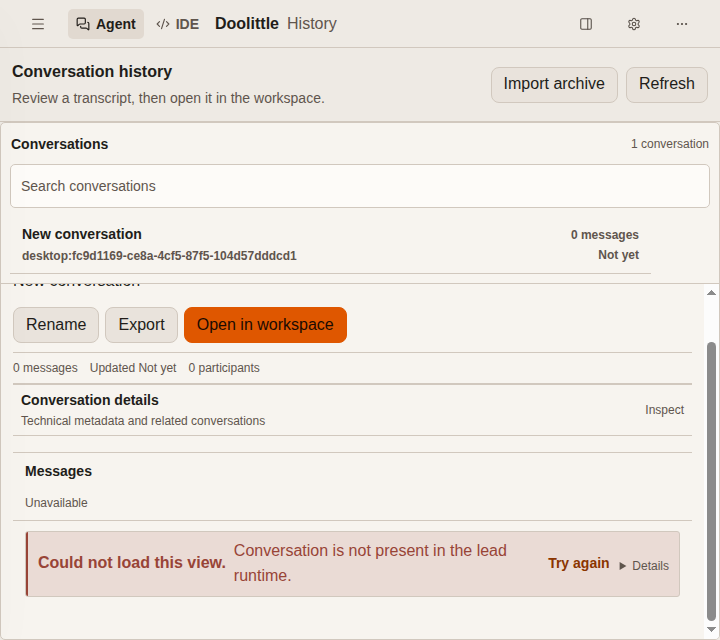 Agent
IDE
Doolittle History
Conversation history
Review a transcript, then open it in the workspace.
Import archive
Refresh
Conversations
1 conversation
Search conversations
New conversation
0 messages
desktop:fc9d1169-ce8a-4cf5-87f5-104d57dddcd1
Not yet
New conversation
Rename
Export
Open in workspace
0 messages Updated Not yet 0 participants
Conversation details
Technical metadata and related conversations
Inspect
Messages
Unavailable
Could not load this view.
Conversation is not present in the lead
runtime.
Try again
Details